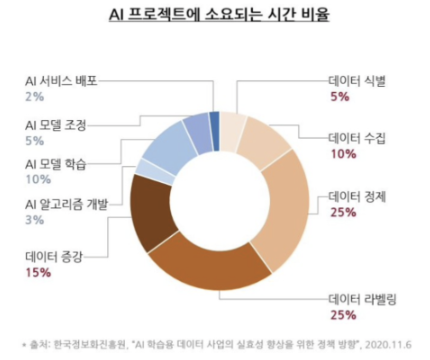 AI 프로젝트에 소요되는 시간 비율
AI 서비스 배포
2%
AI 모델 조정
5%
AI 모델 학습
10%
AI 알고리즘 개발
3%
데이터 증강
15%
데이터 식별
5%
데이터 수집
10%
데이터 정제
25%
데이터 라벨링
25%
* 출처: 한국정보화진흥원, "AI 학습용 데이터 사업의 실효성 향상을 위한 정책 방향", 2020.11.6